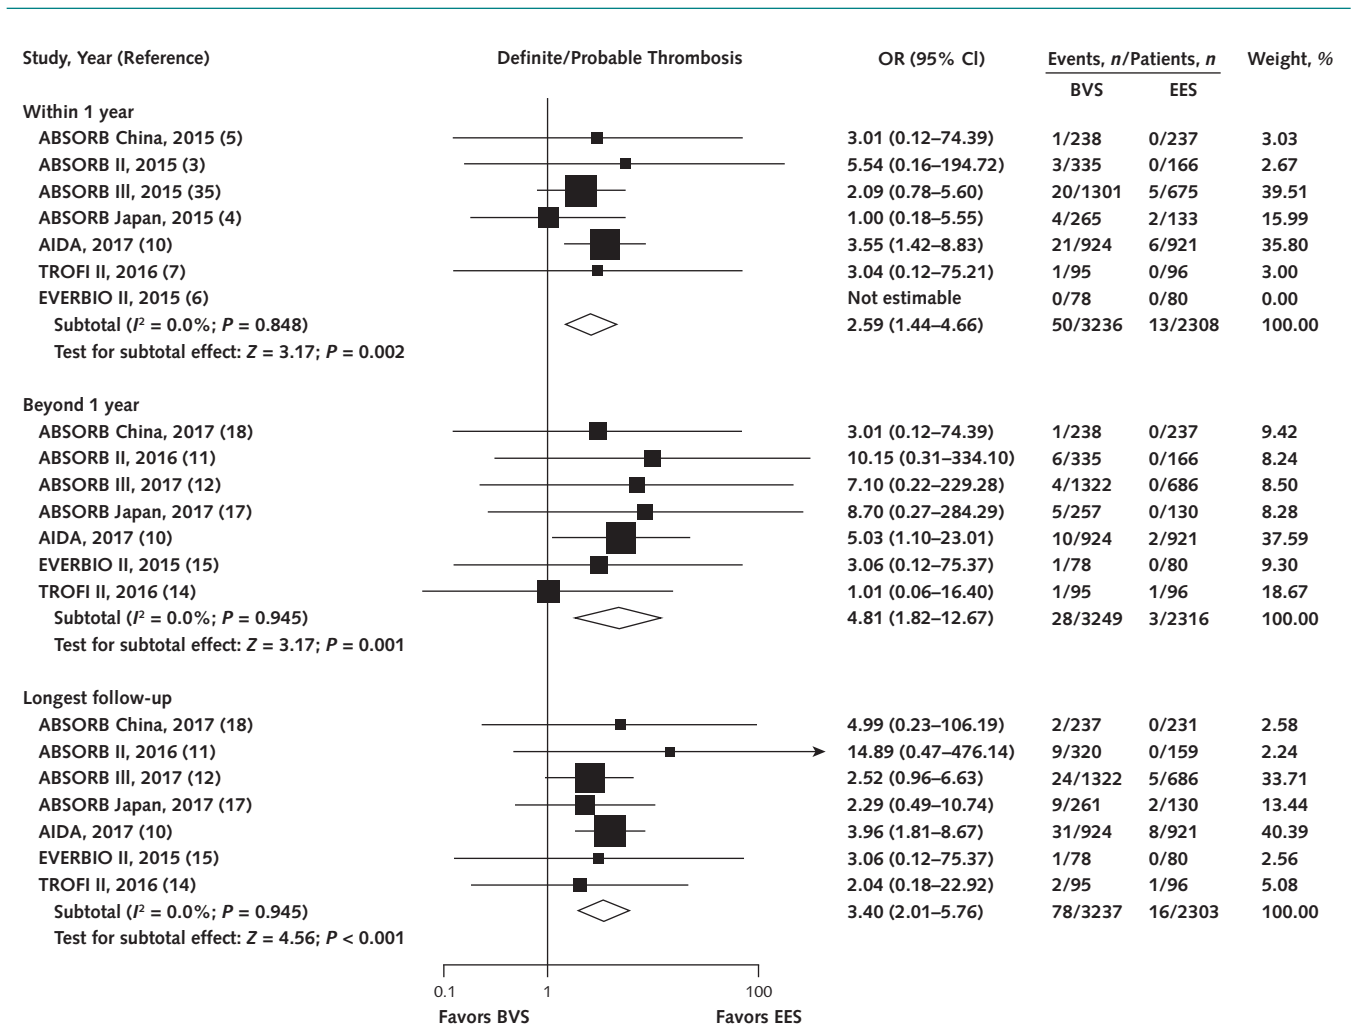 Study, Year (Reference) Definite/Probable Thrombosis OR (95% Cl) Events, n/Patients, n Weight, %
BVS EES
Within 1 year
ABSORB China, 2015 (5) 3.01 (0.12–74.39) 1/238 0/237 3.03
ABSORB II, 2015 (3) 5.54 (0.16–194.72) 3/335 0/166 2.67
ABSORB Ill, 2015 (35) 2.09 (0.78–5.60) 20/1301 5/675 39.51
ABSORB Japan, 2015 (4) 1.00 (0.18–5.55) 4/265 2/133 15.99
AIDA, 2017 (10) 3.55 (1.42–8.83) 21/924 6/921 35.80
TROFI II, 2016 (7) 3.04 (0.12–75.21) 1/95 0/96 3.00
EVERBIO II, 2015 (6) Not estimable 0/78 0/80 0.00
Subtotal (I² = 0.0%; P = 0.848) 2.59 (1.44–4.66) 50/3236 13/2308 100.00
Test for subtotal effect: Z = 3.17; P = 0.002
Beyond 1 year
ABSORB China, 2017 (18) 3.01 (0.12–74.39) 1/238 0/237 9.42
ABSORB II, 2016 (11) 10.15 (0.31–334.10) 6/335 0/166 8.24
ABSORB Ill, 2017 (12) 7.10 (0.22–229.28) 4/1322 0/686 8.50
ABSORB Japan, 2017 (17) 8.70 (0.27–284.29) 5/257 0/130 8.28
AIDA, 2017 (10) 5.03 (1.10–23.01) 10/924 2/921 37.59
EVERBIO II, 2015 (15) 3.06 (0.12–75.37) 1/78 0/80 9.30
TROFI II, 2016 (14) 1.01 (0.06–16.40) 1/95 1/96 18.67
Subtotal (I² = 0.0%; P = 0.945) 4.81 (1.82–12.67) 28/3249 3/2316 100.00
Test for subtotal effect: Z = 3.17; P = 0.001
Longest follow-up
ABSORB China, 2017 (18) 4.99 (0.23–106.19) 2/237 0/231 2.58
ABSORB II, 2016 (11) 14.89 (0.47–476.14) 9/320 0/159 2.24
ABSORB Ill, 2017 (12) 2.52 (0.96–6.63) 24/1322 5/686 33.71
ABSORB Japan, 2017 (17) 2.29 (0.49–10.74) 9/261 2/130 13.44
AIDA, 2017 (10) 3.96 (1.81–8.67) 31/924 8/921 40.39
EVERBIO II, 2015 (15) 3.06 (0.12–75.37) 1/78 0/80 2.56
TROFI II, 2016 (14) 2.04 (0.18–22.92) 2/95 1/96 5.08
Subtotal (I² = 0.0%; P = 0.945) 3.40 (2.01–5.76) 78/3237 16/2303 100.00
Test for subtotal effect: Z = 4.56; P < 0.001
0.1 1 100
Favors BVS Favors EES